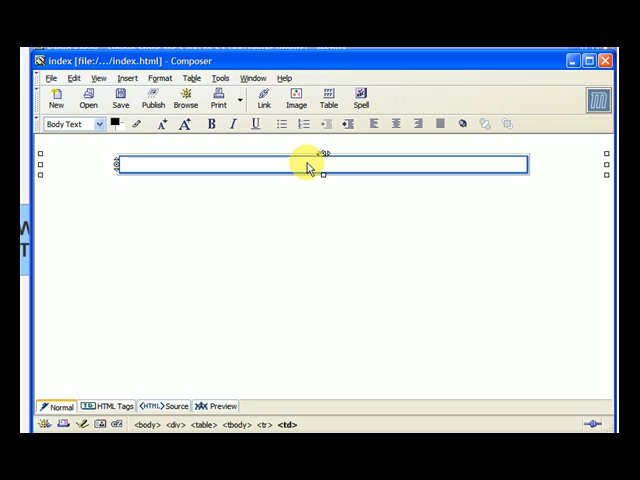 index [file:/.../index.html] - Composer
File Edit View Insert Format Table Tools Window Help
New Open Save Publish Browse Print Link Image Table Spell
Body Text A A B I U
Normal TD HTML Tags <HTML> Source Preview
<body> <div> <table> <tbody> <tr> <td>